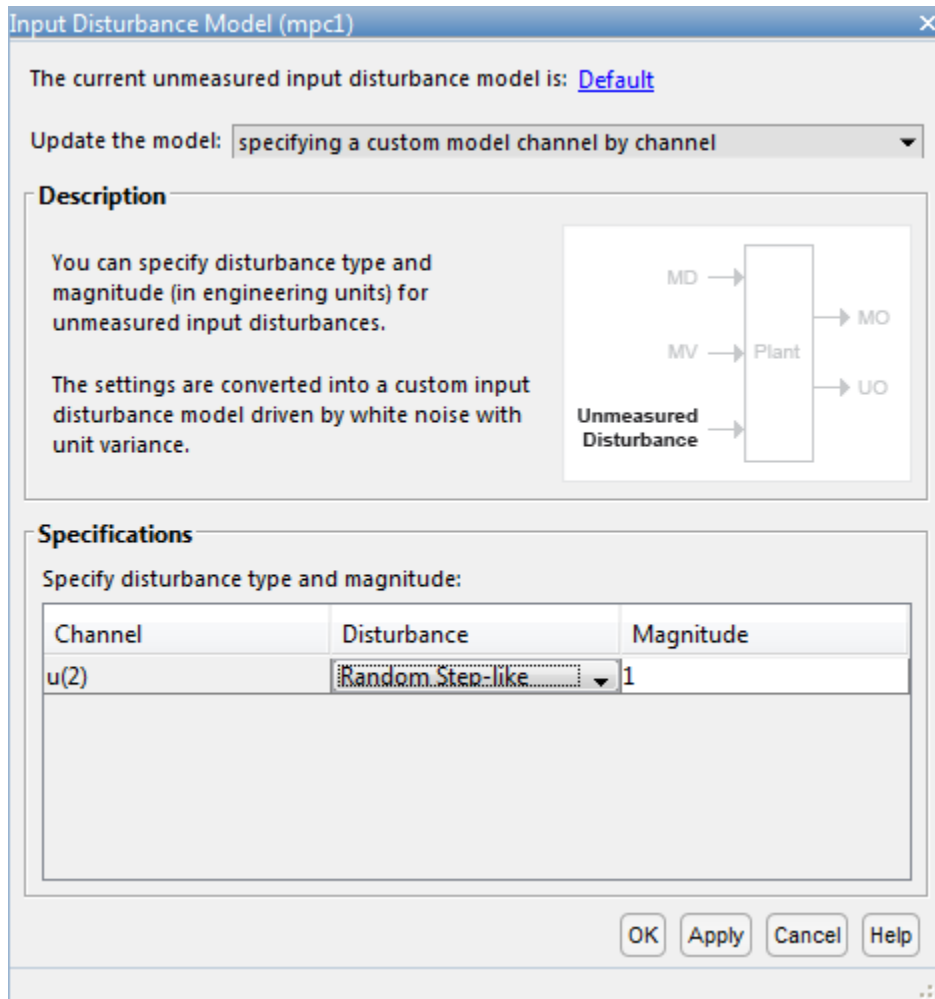 Input Disturbance Model (mpc1)
The current unmeasured input disturbance model is: Default
Update the model: specifying a custom model channel by channel
Description
You can specify disturbance type and
magnitude (in engineering units) for
unmeasured input disturbances.
The settings are converted into a custom input
disturbance model driven by white noise with
unit variance.
MD
MO
MV
Plant
UO
Unmeasured
Disturbance
Specifications
Specify disturbance type and magnitude:
Channel Disturbance Magnitude
u(2) Random Step-like 1
OK Apply Cancel Help